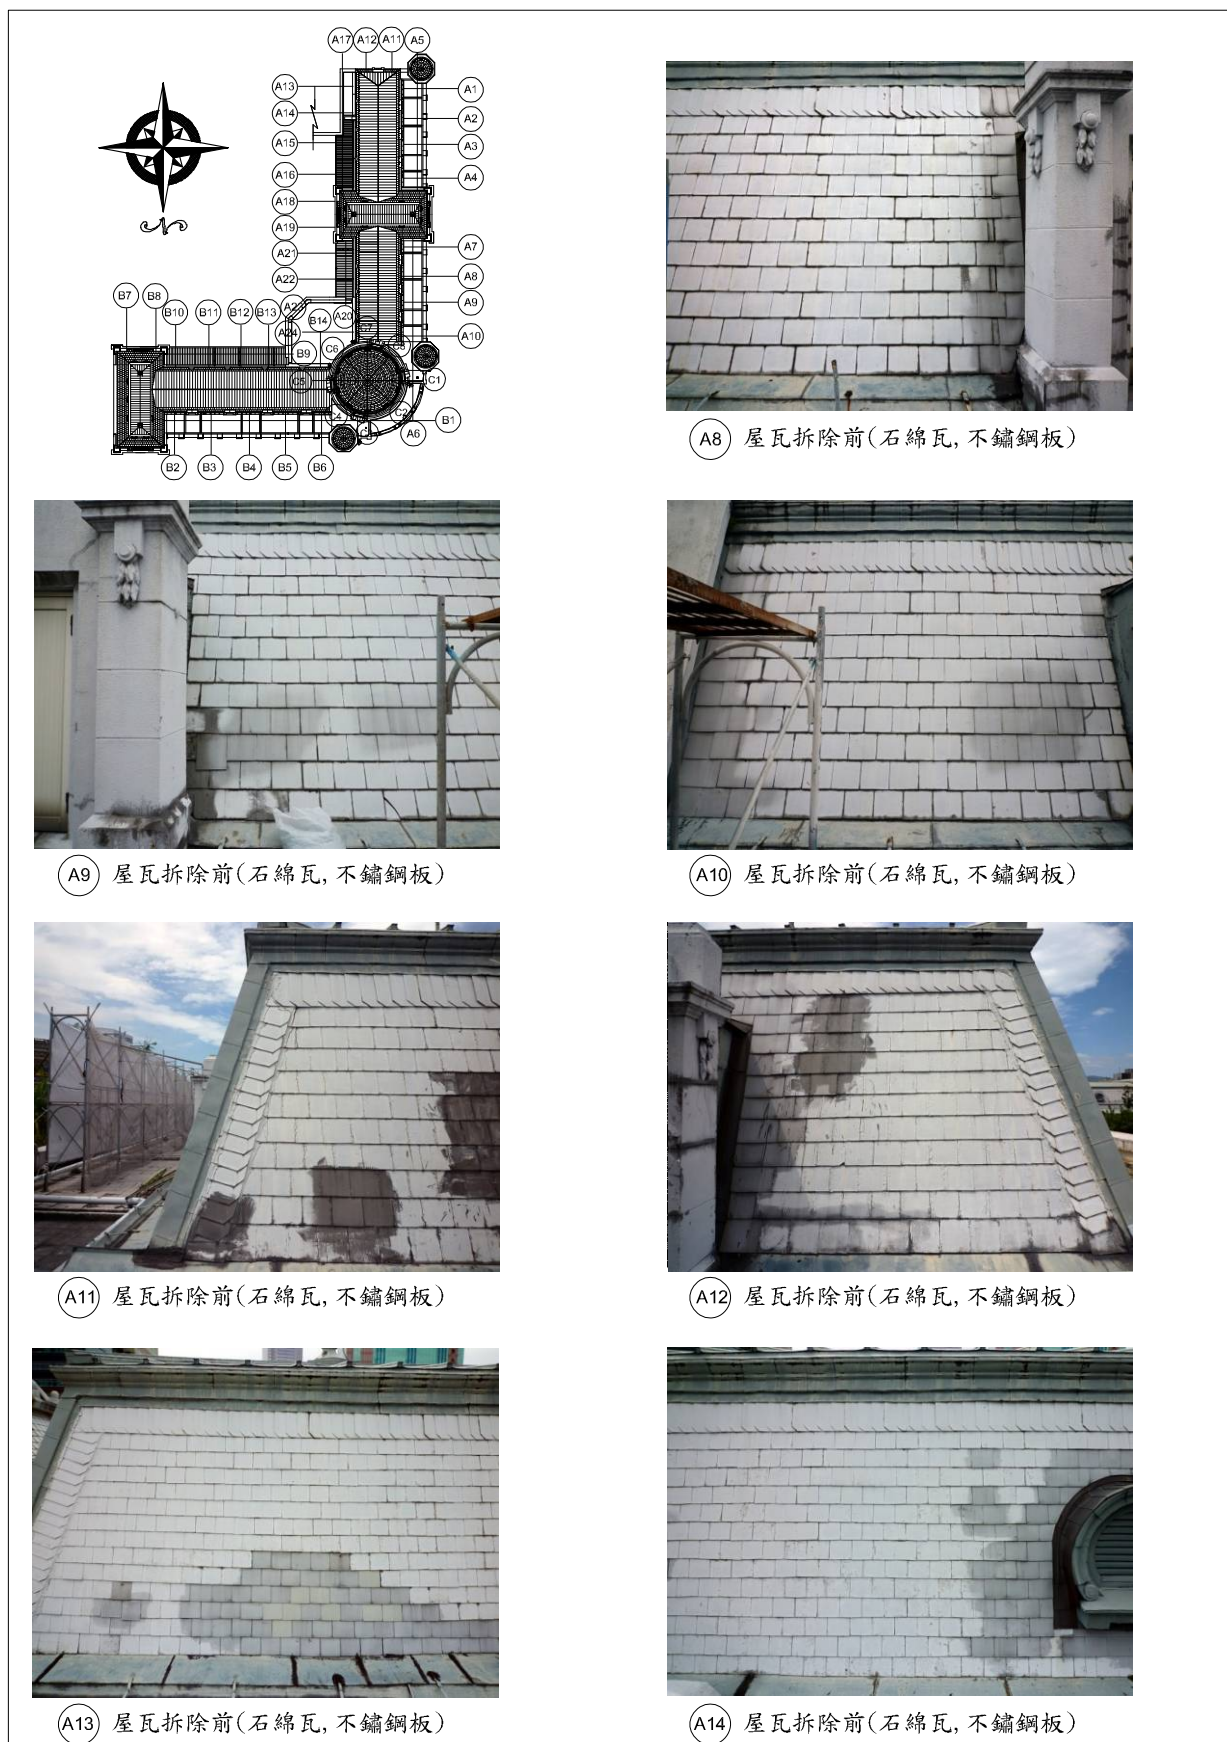 A17 A12 A11 A5
A13
A1
A14
A2
A15
A3
A16
A4
A18
A19
A21
A7
A22
A8
B7 B8
A9
B10 B11 B12 B13
B14
A20
C7
A24
A10
C6
B9
C5
C1
C4
C2
B1
A6
B2 B3 B4 B5 B6
A8 屋瓦拆除前(石綿瓦, 不鏽鋼板)
A9 屋瓦拆除前(石綿瓦, 不鏽鋼板)
A10 屋瓦拆除前(石綿瓦, 不鏽鋼板)
A11 屋瓦拆除前(石綿瓦, 不鏽鋼板)
A12 屋瓦拆除前(石綿瓦, 不鏽鋼板)
A13 屋瓦拆除前(石綿瓦, 不鏽鋼板)
A14 屋瓦拆除前(石綿瓦, 不鏽鋼板)